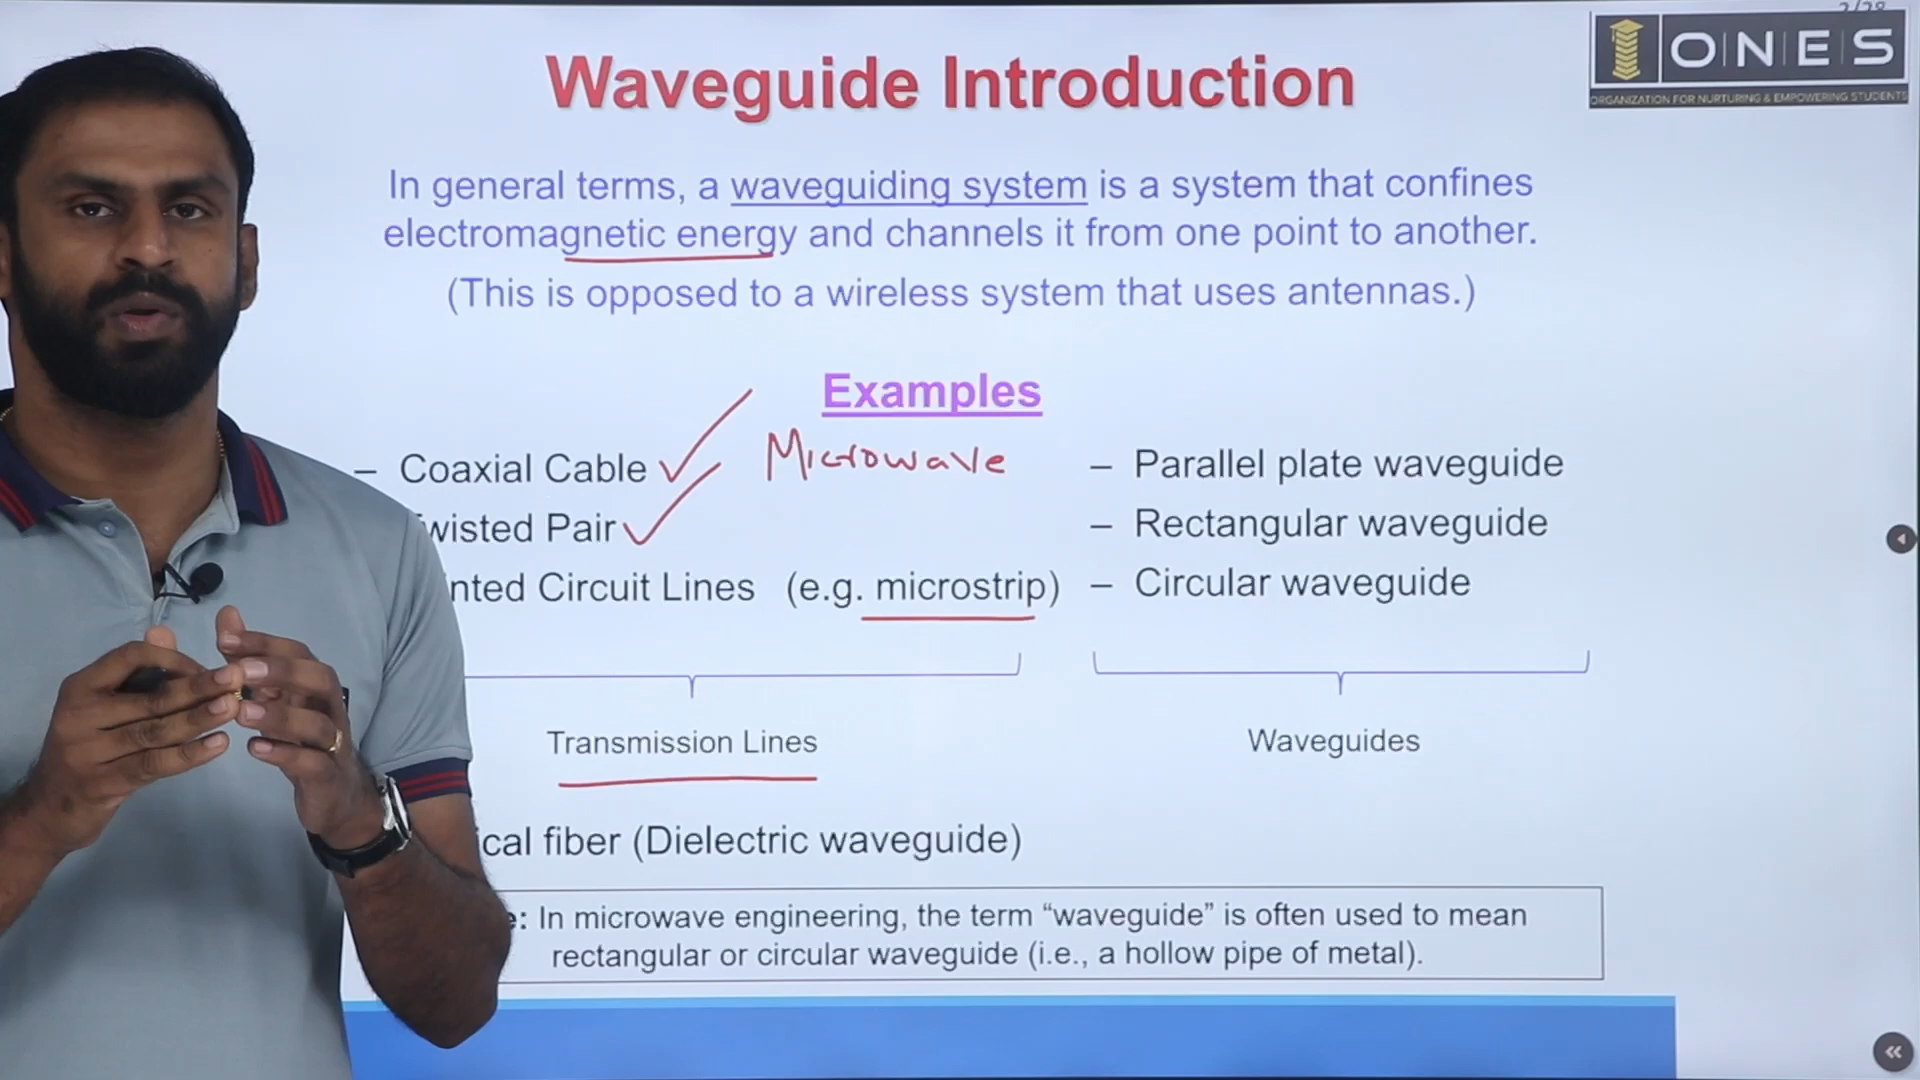 2/28
ONES
ORGANIZATION FOR NURTURING & EMPOWERING STUDENTS
Waveguide Introduction
In general terms, a waveguiding system is a system that confines
electromagnetic energy and channels it from one point to another.
(This is opposed to a wireless system that uses antennas.)
Examples
Microwave
– Coaxial Cable
wisted Pair
nted Circuit Lines (e.g. microstrip)
– Parallel plate waveguide
– Rectangular waveguide
– Circular waveguide
Transmission Lines
Waveguides
ical fiber (Dielectric waveguide)
e: In microwave engineering, the term “waveguide” is often used to mean
rectangular or circular waveguide (i.e., a hollow pipe of metal).